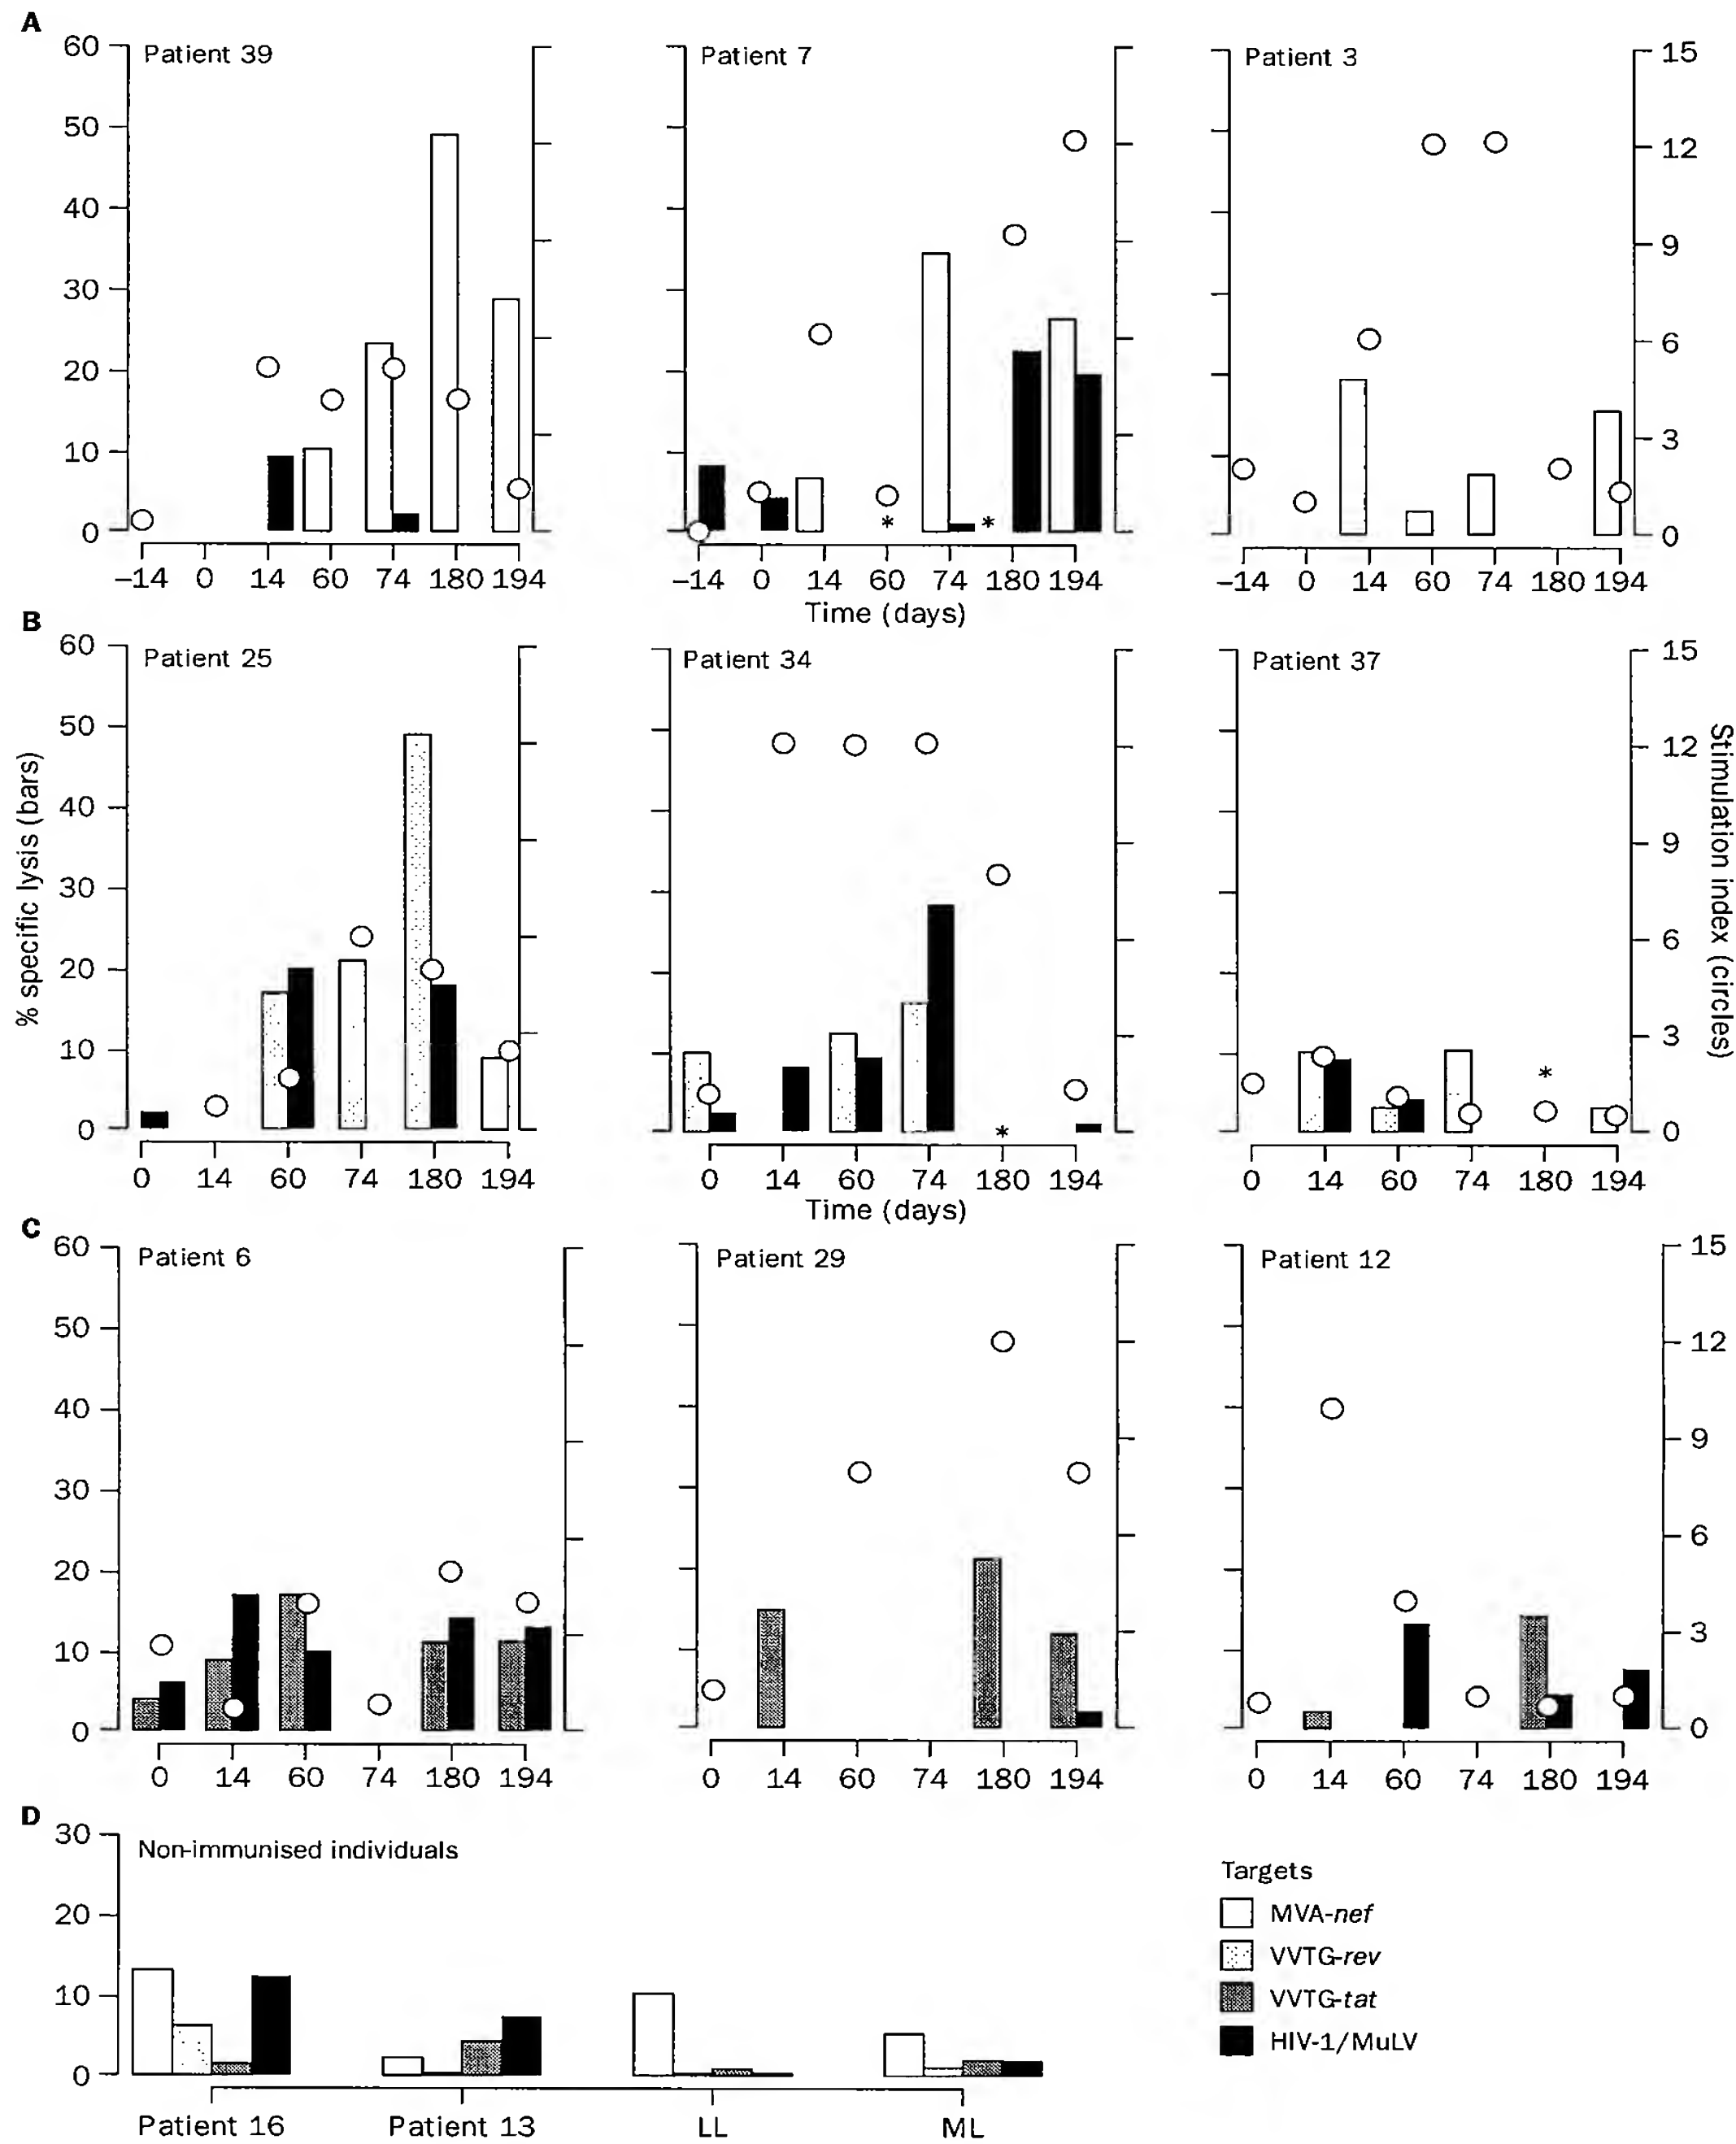 A
Patient 39
Patient 7
Patient 3
60
50
40
30
20
10
0
15
12
9
6
3
0
–14 0 14 60 74 180 194
–14 0 14 60 74 180 194
–14 0 14 60 74 180 194
*
*
Time (days)
B
Patient 25
Patient 34
Patient 37
60
50
40
30
20
10
0
15
12
9
6
3
0
% specific lysis (bars)
Stimulation index (circles)
*
*
0 14 60 74 180 194
0 14 60 74 180 194
0 14 60 74 180 194
Time (days)
C
Patient 6
Patient 29
Patient 12
60
50
40
30
20
10
0
15
12
9
6
3
0
0 14 60 74 180 194
0 14 60 74 180 194
0 14 60 74 180 194
D
Non-immunised individuals
30
20
10
0
Patient 16
Patient 13
LL
ML
Targets
MVA-nef
VVTG-rev
VVTG-tat
HIV-1/MuLV